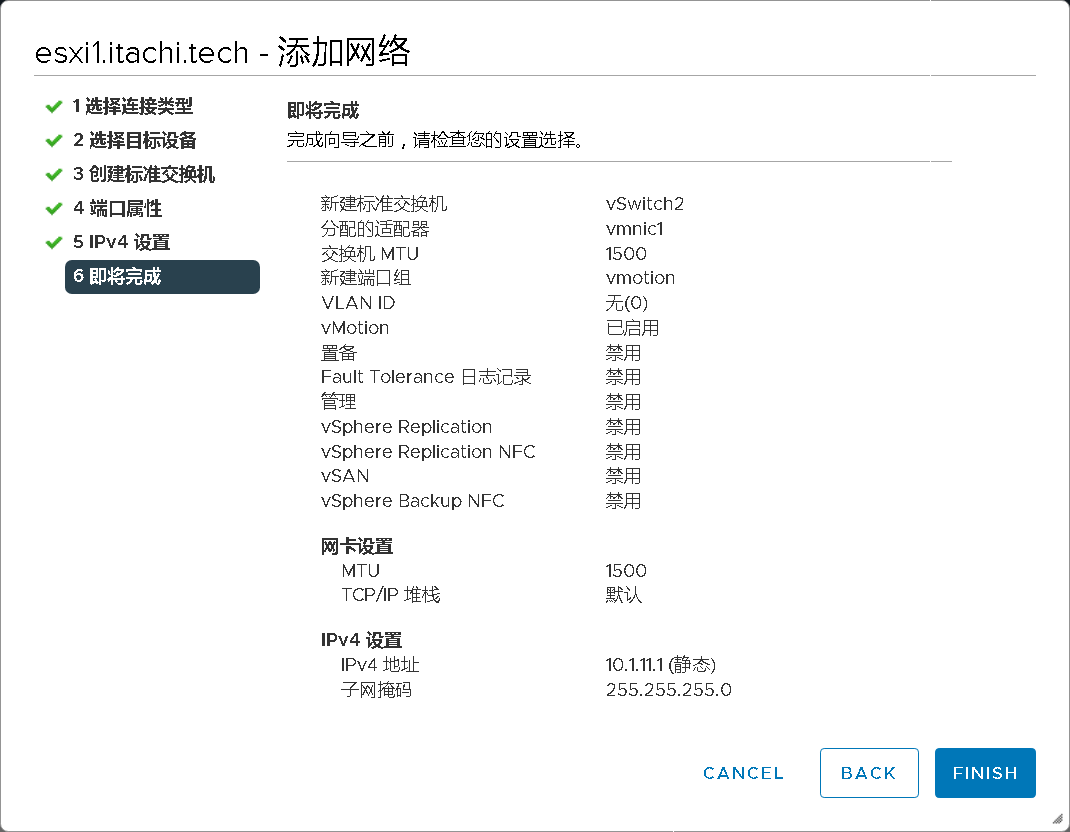 esxi1.itachi.tech - 添加网络
1 选择连接类型
2 选择目标设备
3 创建标准交换机
4 端口属性
5 IPv4 设置
6 即将完成
即将完成
完成向导之前，请检查您的设置选择。
新建标准交换机 vSwitch2
分配的适配器 vmnic1
交换机 MTU 1500
新建端口组 vmotion
VLAN ID 无(0)
vMotion 已启用
置备 禁用
Fault Tolerance 日志记录 禁用
管理 禁用
vSphere Replication 禁用
vSphere Replication NFC 禁用
vSAN 禁用
vSphere Backup NFC 禁用
网卡设置
MTU 1500
TCP/IP 堆栈 默认
IPv4 设置
IPv4 地址 10.1.11.1 (静态)
子网掩码 255.255.255.0
CANCEL BACK FINISH